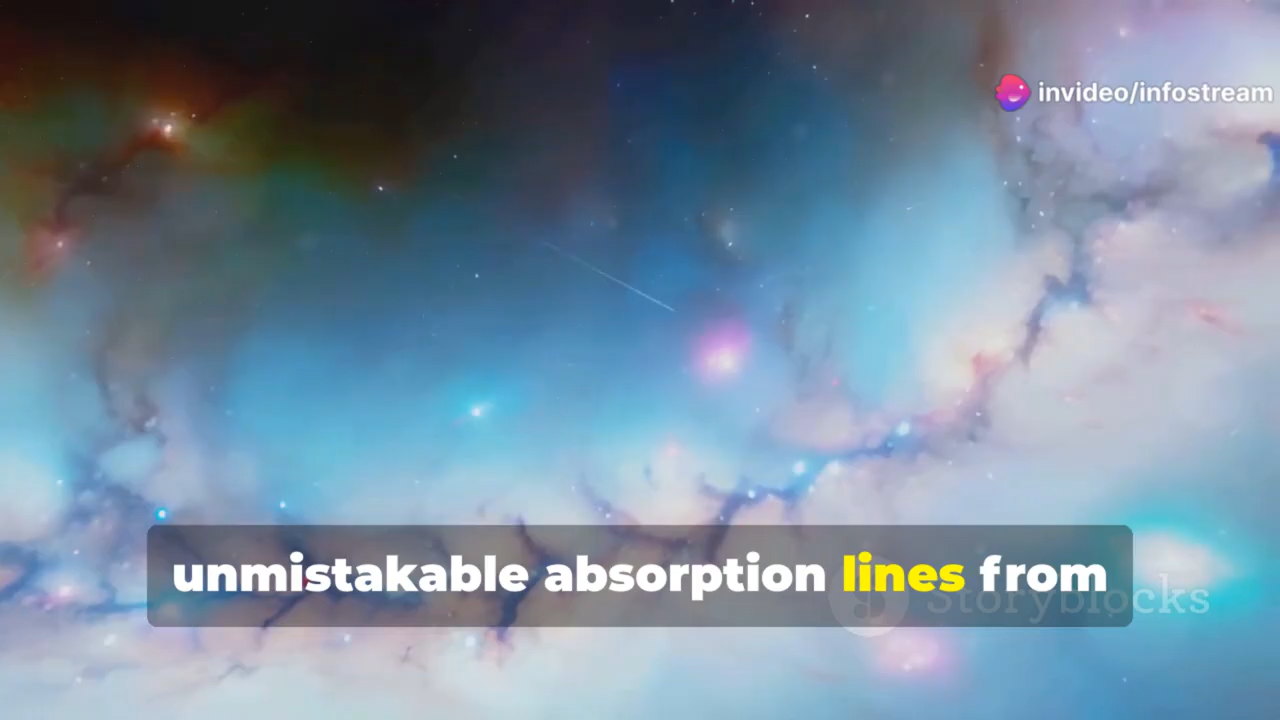 invideo/infostream
unmistakable absorption lines from
Storyblocks